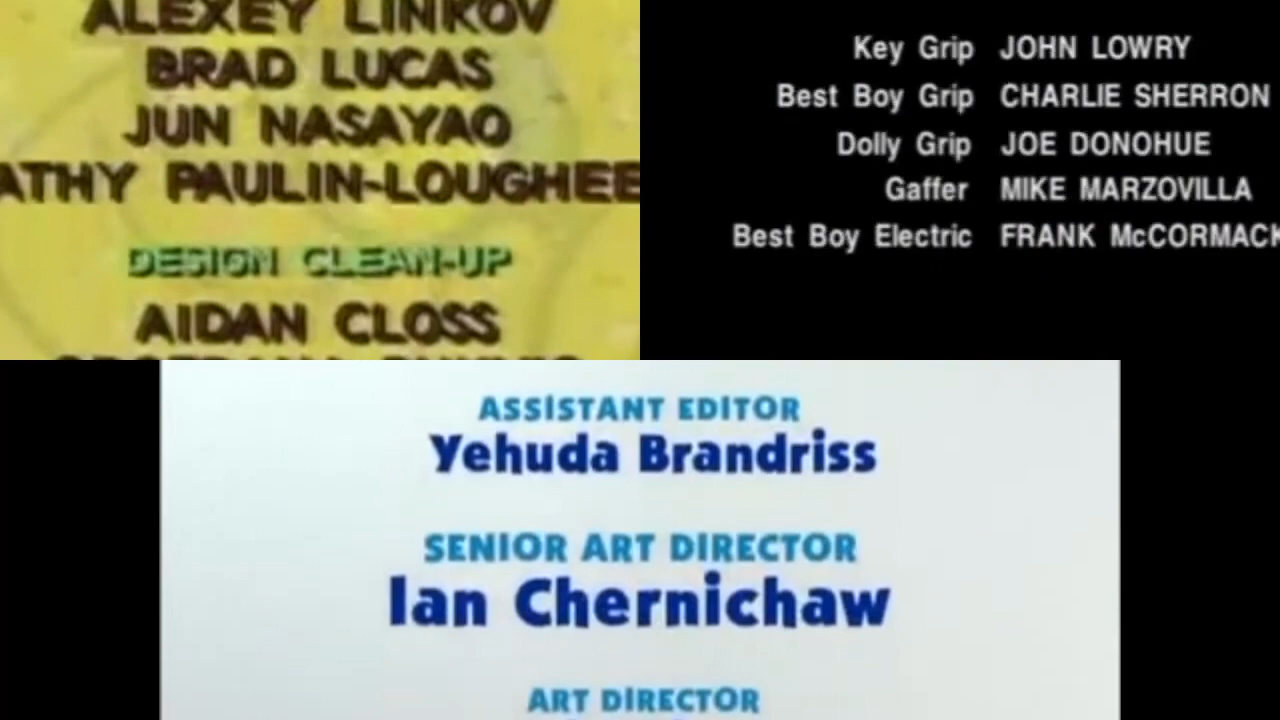 ALEXEY LINKOV
BRAD LUCAS
JUN NASAYAO
ATHY PAULIN-LOUGHEE
DESIGN CLEAN-UP
AIDAN CLOSS
Key Grip JOHN LOWRY
Best Boy Grip CHARLIE SHERRON
Dolly Grip JOE DONOHUE
Gaffer MIKE MARZOVILLA
Best Boy Electric FRANK McCORMACK
ASSISTANT EDITOR
Yehuda Brandriss
SENIOR ART DIRECTOR
Ian Chernichaw
ART DIRECTOR